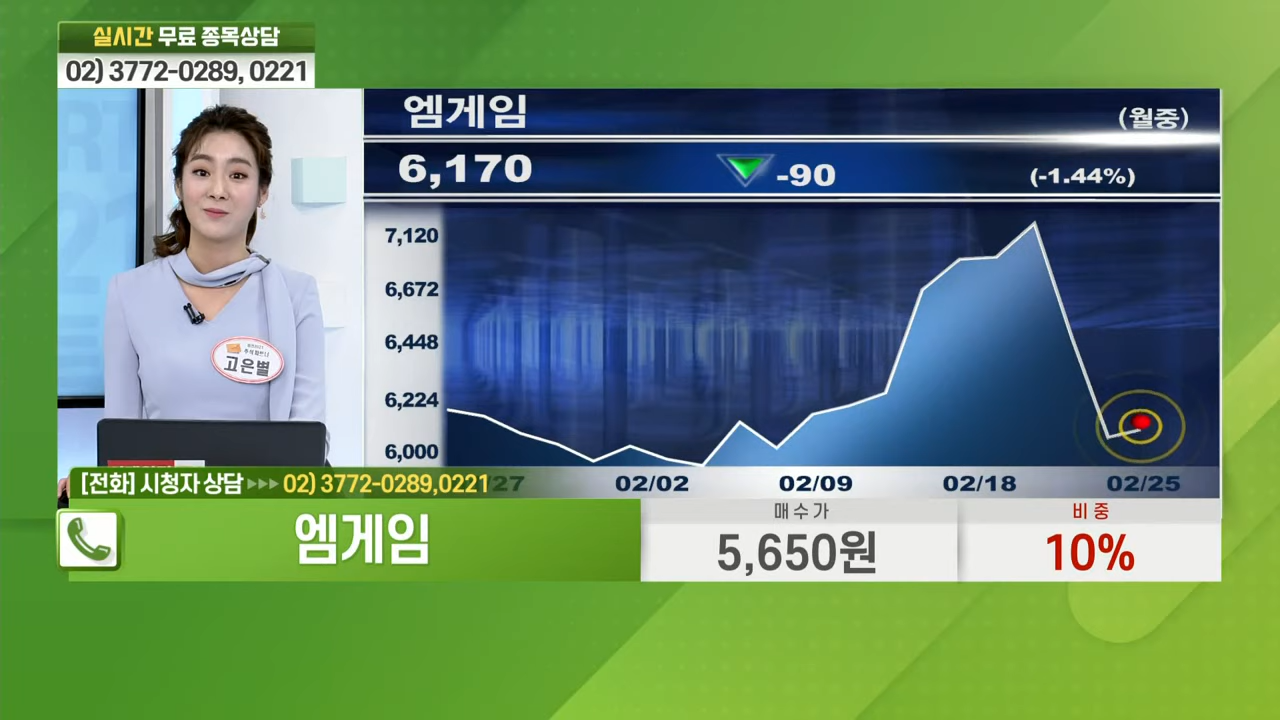 실시간 무료 종목상담
02) 3772-0289, 0221
엠게임
(월중)
6,170
-90
(-1.44%)
7,120
6,672
6,448
6,224
6,000
고은별
27
02/02
02/09
02/18
02/25
[전화] 시청자 상담 ▶▶▶ 02) 3772-0289,0221
엠게임
매수가
5,650원
비중
10%